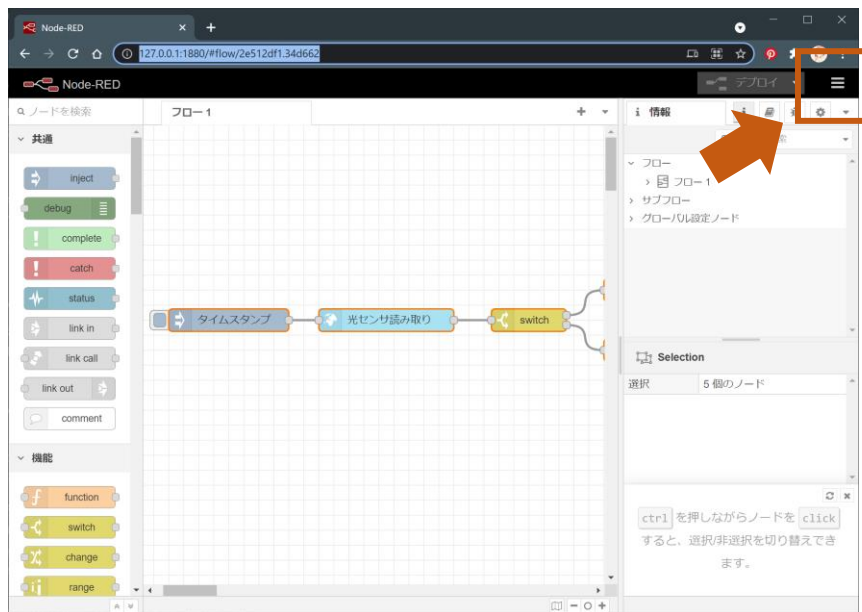 Node-RED
127.0.0.1:1880/#flow/2e512df1.34d662
Node-RED
デプロイ
ノードを検索
フロー 1
情報
共通
inject
debug
complete
catch
status
link in
link call
link out
comment
機能
function
switch
change
range
タイムスタンプ
光センサ読み取り
switch
フロー
フロー 1
サブフロー
グローバル設定ノード
Selection
選択 5 個のノード
ctrl を押しながらノードを click
すると、選択/非選択を切り替えでき
ます。